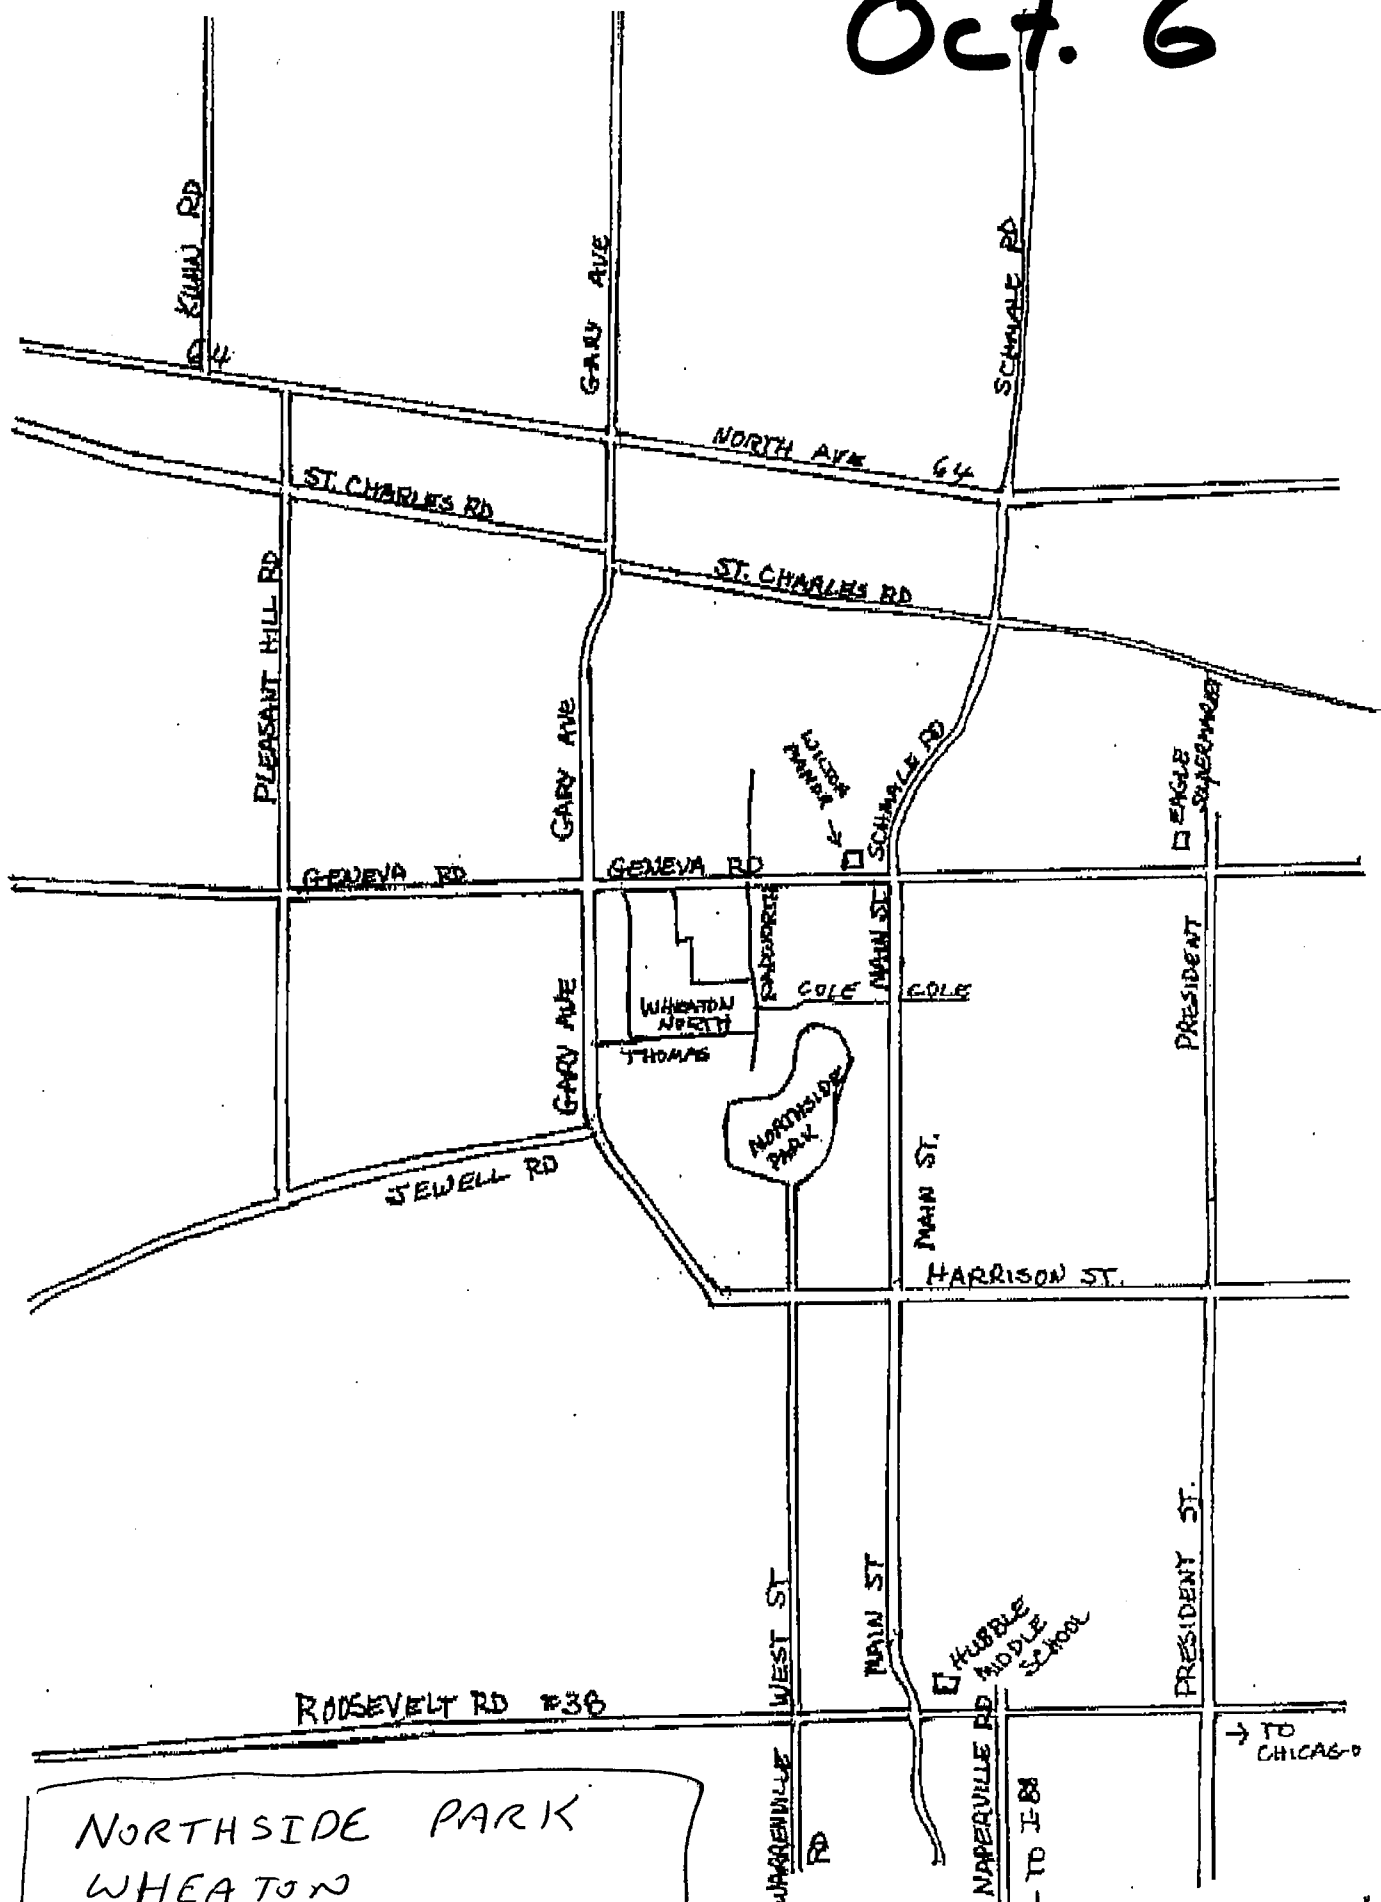 Oct. 6
KUHN RD
GARY AVE
SCHMALE RD
64
NORTH AVE 64
ST. CHARLES RD
ST. CHARLES RD
PLEASANT HILL RD
GARY AVE
WILTON
MANOR
SCHMALE RD
EAGLE
SUPERMARKET
GENEVA RD
GENEVA RD
MAIN ST.
PRESIDENT
COLE
COLE
WHEATON
NORTH
THOMAS
GARY AVE
NORTHSIDE
PARK
JEWELL RD
MAIN ST.
HARRISON ST.
WEST ST
MAIN ST
PRESIDENT ST.
HUBBLE
MIDDLE
SCHOOL
ROOSEVELT RD #38
→ TO
CHICAGO
WARRENVILLE
RD
NAPERVILLE RD
- TO I-88
NORTHSIDE PARK
WHEATON